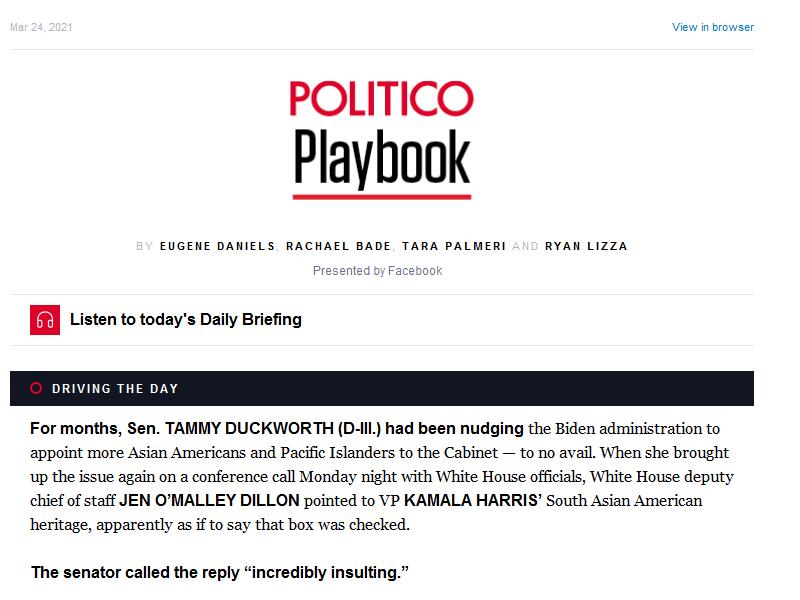 Mar 24, 2021
View in browser
POLITICO
Playbook
BY EUGENE DANIELS, RACHAEL BADE, TARA PALMERI AND RYAN LIZZA
Presented by Facebook
Listen to today's Daily Briefing
DRIVING THE DAY
For months, Sen. TAMMY DUCKWORTH (D-Ill.) had been nudging the Biden administration to
appoint more Asian Americans and Pacific Islanders to the Cabinet — to no avail. When she brought
up the issue again on a conference call Monday night with White House officials, White House deputy
chief of staff JEN O’MALLEY DILLON pointed to VP KAMALA HARRIS’ South Asian American
heritage, apparently as if to say that box was checked.
The senator called the reply “incredibly insulting.”